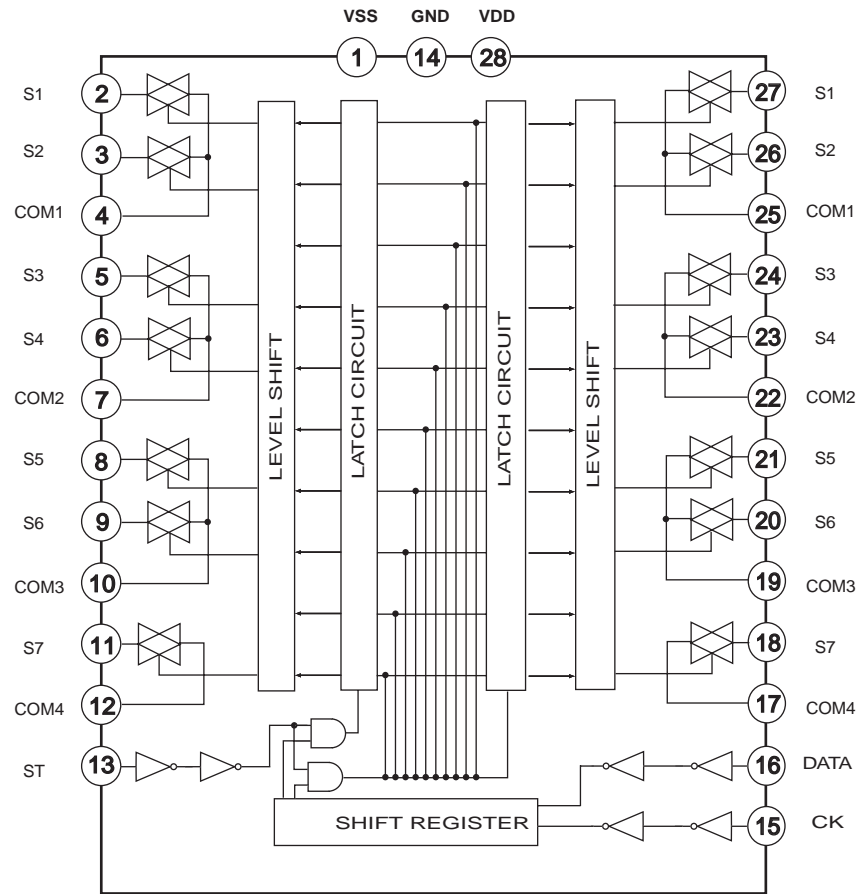 VSS GND VDD
1 14 28
S1 2 27 S1
S2 3 26 S2
COM1 4 25 COM1
S3 5 24 S3
S4 6 23 S4
COM2 7 22 COM2
LEVEL SHIFT
LATCH CIRCUIT
LATCH CIRCUIT
LEVEL SHIFT
S5 8 21 S5
S6 9 20 S6
COM3 10 19 COM3
S7 11 18 S7
COM4 12 17 COM4
ST 13 16 DATA
SHIFT REGISTER 15 CK